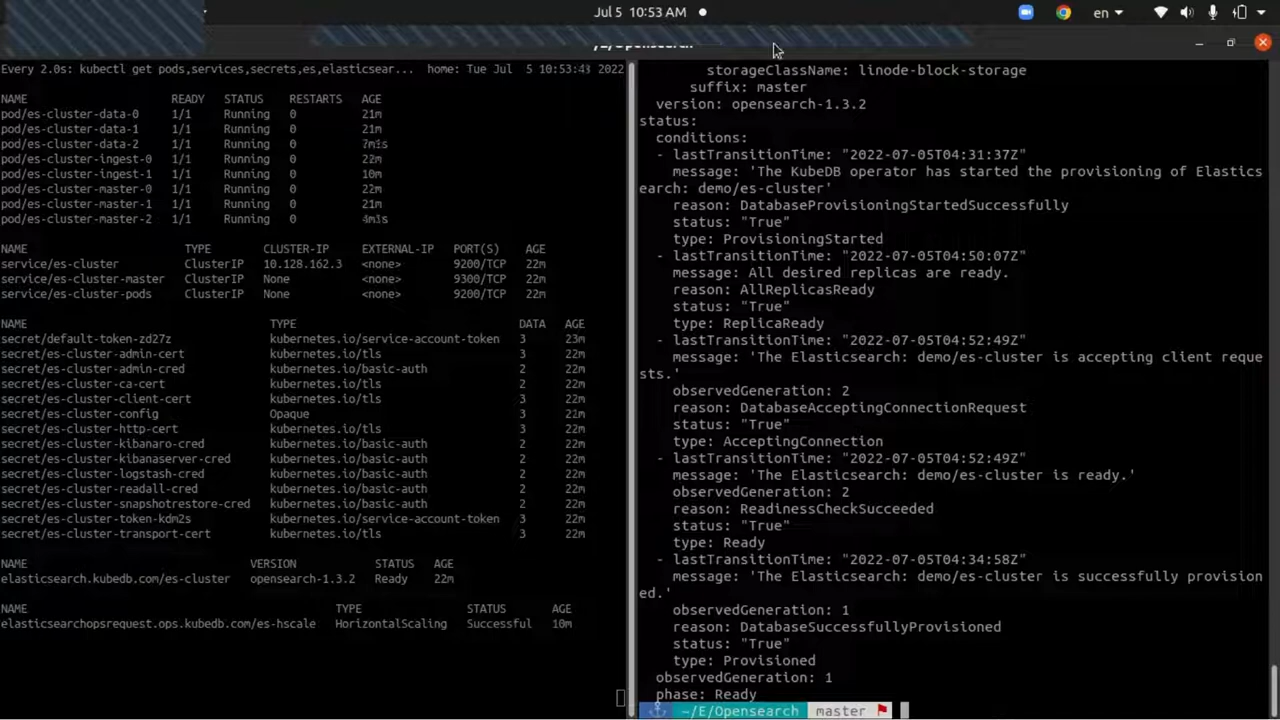 Jul 5 10:53 AM
en
~/E/Opensearch
Every 2.0s: kubectl get pods,services,secrets,es,elasticsear... home: Tue Jul 5 10:53:43 2022
NAME READY STATUS RESTARTS AGE
pod/es-cluster-data-0 1/1 Running 0 21m
pod/es-cluster-data-1 1/1 Running 0 21m
pod/es-cluster-data-2 1/1 Running 0
pod/es-cluster-ingest-0 1/1 Running 0 22m
pod/es-cluster-ingest-1 1/1 Running 0 10m
pod/es-cluster-master-0 1/1 Running 0 22m
pod/es-cluster-master-1 1/1 Running 0 21m
pod/es-cluster-master-2 1/1 Running 0
NAME TYPE CLUSTER-IP EXTERNAL-IP PORT(S) AGE
service/es-cluster ClusterIP 10.128.162.3 <none> 9200/TCP 22m
service/es-cluster-master ClusterIP None <none> 9300/TCP 22m
service/es-cluster-pods ClusterIP None <none> 9200/TCP 22m
NAME TYPE DATA AGE
secret/default-token-zd27z kubernetes.io/service-account-token 3 23m
secret/es-cluster-admin-cert kubernetes.io/tls 3 22m
secret/es-cluster-admin-cred kubernetes.io/basic-auth 2 22m
secret/es-cluster-ca-cert kubernetes.io/tls 2 22m
secret/es-cluster-client-cert kubernetes.io/tls 3 22m
secret/es-cluster-config Opaque 3 22m
secret/es-cluster-http-cert kubernetes.io/tls 3 22m
secret/es-cluster-kibanaro-cred kubernetes.io/basic-auth 2 22m
secret/es-cluster-kibanaserver-cred kubernetes.io/basic-auth 2 22m
secret/es-cluster-logstash-cred kubernetes.io/basic-auth 2 22m
secret/es-cluster-readall-cred kubernetes.io/basic-auth 2 22m
secret/es-cluster-snapshotrestore-cred kubernetes.io/basic-auth 2 22m
secret/es-cluster-token-kdm2s kubernetes.io/service-account-token 3 22m
secret/es-cluster-transport-cert kubernetes.io/tls 3 22m
NAME VERSION STATUS AGE
elasticsearch.kubedb.com/es-cluster opensearch-1.3.2 Ready 22m
NAME TYPE STATUS AGE
elasticsearchopsrequest.ops.kubedb.com/es-hscale HorizontalScaling Successful 10m
storageClassName: linode-block-storage
suffix: master
version: opensearch-1.3.2
status:
conditions:
- lastTransitionTime: "2022-07-05T04:31:37Z"
message: 'The KubeDB operator has started the provisioning of Elastics
earch: demo/es-cluster'
reason: DatabaseProvisioningStartedSuccessfully
status: "True"
type: ProvisioningStarted
- lastTransitionTime: "2022-07-05T04:50:07Z"
message: All desired replicas are ready.
reason: AllReplicasReady
status: "True"
type: ReplicaReady
- lastTransitionTime: "2022-07-05T04:52:49Z"
message: 'The Elasticsearch: demo/es-cluster is accepting client reque
sts.'
observedGeneration: 2
reason: DatabaseAcceptingConnectionRequest
status: "True"
type: AcceptingConnection
- lastTransitionTime: "2022-07-05T04:52:49Z"
message: 'The Elasticsearch: demo/es-cluster is ready.'
observedGeneration: 2
reason: ReadinessCheckSucceeded
status: "True"
type: Ready
- lastTransitionTime: "2022-07-05T04:34:58Z"
message: 'The Elasticsearch: demo/es-cluster is successfully provision
ed.'
observedGeneration: 1
reason: DatabaseSuccessfullyProvisioned
status: "True"
type: Provisioned
observedGeneration: 1
phase: Ready
~/E/Opensearch master